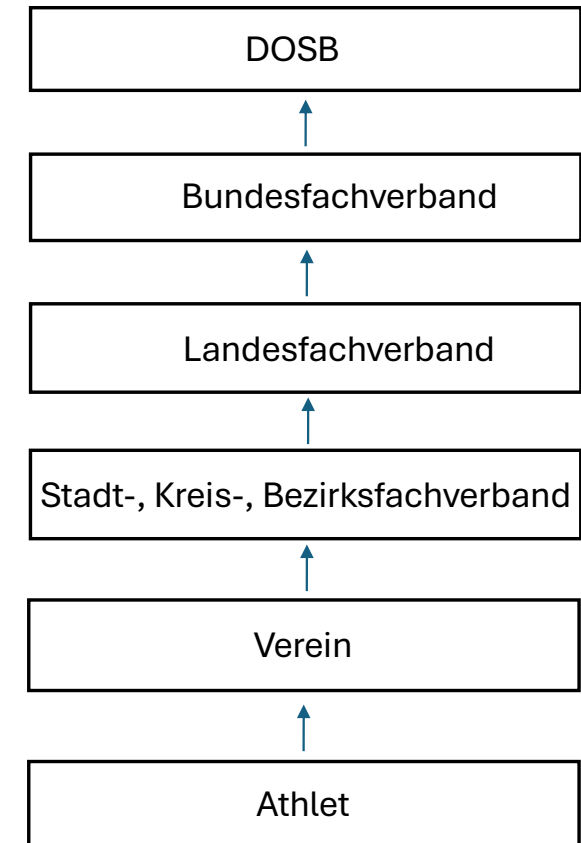 DOSB
Bundesfachverband
Landesfachverband
Stadt-, Kreis-, Bezirksfachverband
Verein
Athlet